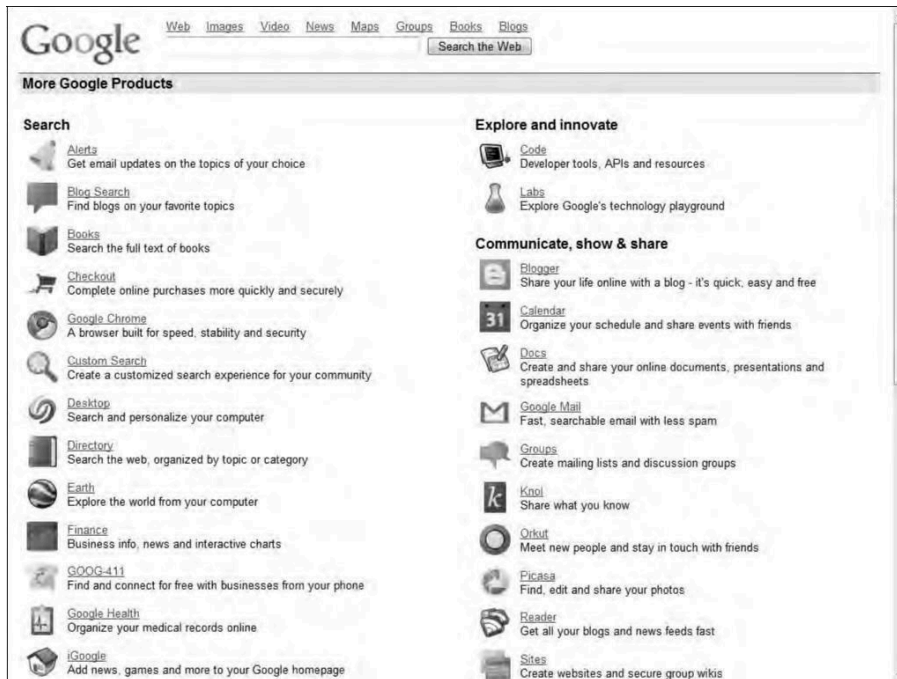 Google
Web Images Video News Maps Groups Books Blogs
Search the Web
More Google Products
Search
Alerts
Get email updates on the topics of your choice
Blog Search
Find blogs on your favorite topics
Books
Search the full text of books
Checkout
Complete online purchases more quickly and securely
Google Chrome
A browser built for speed, stability and security
Custom Search
Create a customized search experience for your community
Desktop
Search and personalize your computer
Directory
Search the web, organized by topic or category
Earth
Explore the world from your computer
Finance
Business info, news and interactive charts
GOOG-411
Find and connect for free with businesses from your phone
Google Health
Organize your medical records online
iGoogle
Add news, games and more to your Google homepage
Explore and innovate
Code
Developer tools, APIs and resources
Labs
Explore Google's technology playground
Communicate, show & share
Blogger
Share your life online with a blog - it's quick, easy and free
31
Calendar
Organize your schedule and share events with friends
Docs
Create and share your online documents, presentations and
spreadsheets
Google Mail
Fast, searchable email with less spam
Groups
Create mailing lists and discussion groups
k
Knol
Share what you know
Orkut
Meet new people and stay in touch with friends
Picasa
Find, edit and share your photos
Reader
Get all your blogs and news feeds fast
Sites
Create websites and secure group wikis